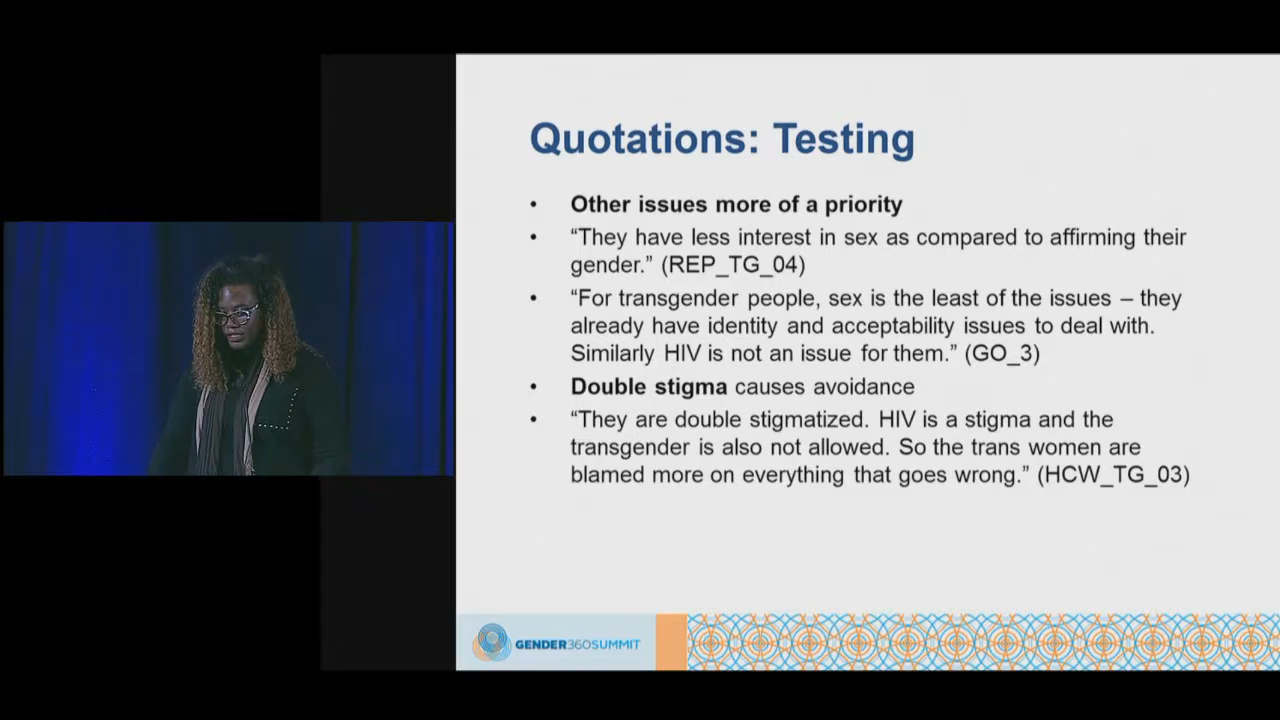 Quotations: Testing
• Other issues more of a priority
• “They have less interest in sex as compared to affirming their
gender.” (REP_TG_04)
• “For transgender people, sex is the least of the issues – they
already have identity and acceptability issues to deal with.
Similarly HIV is not an issue for them.” (GO_3)
• Double stigma causes avoidance
• “They are double stigmatized. HIV is a stigma and the
transgender is also not allowed. So the trans women are
blamed more on everything that goes wrong.” (HCW_TG_03)
GENDER360SUMMIT